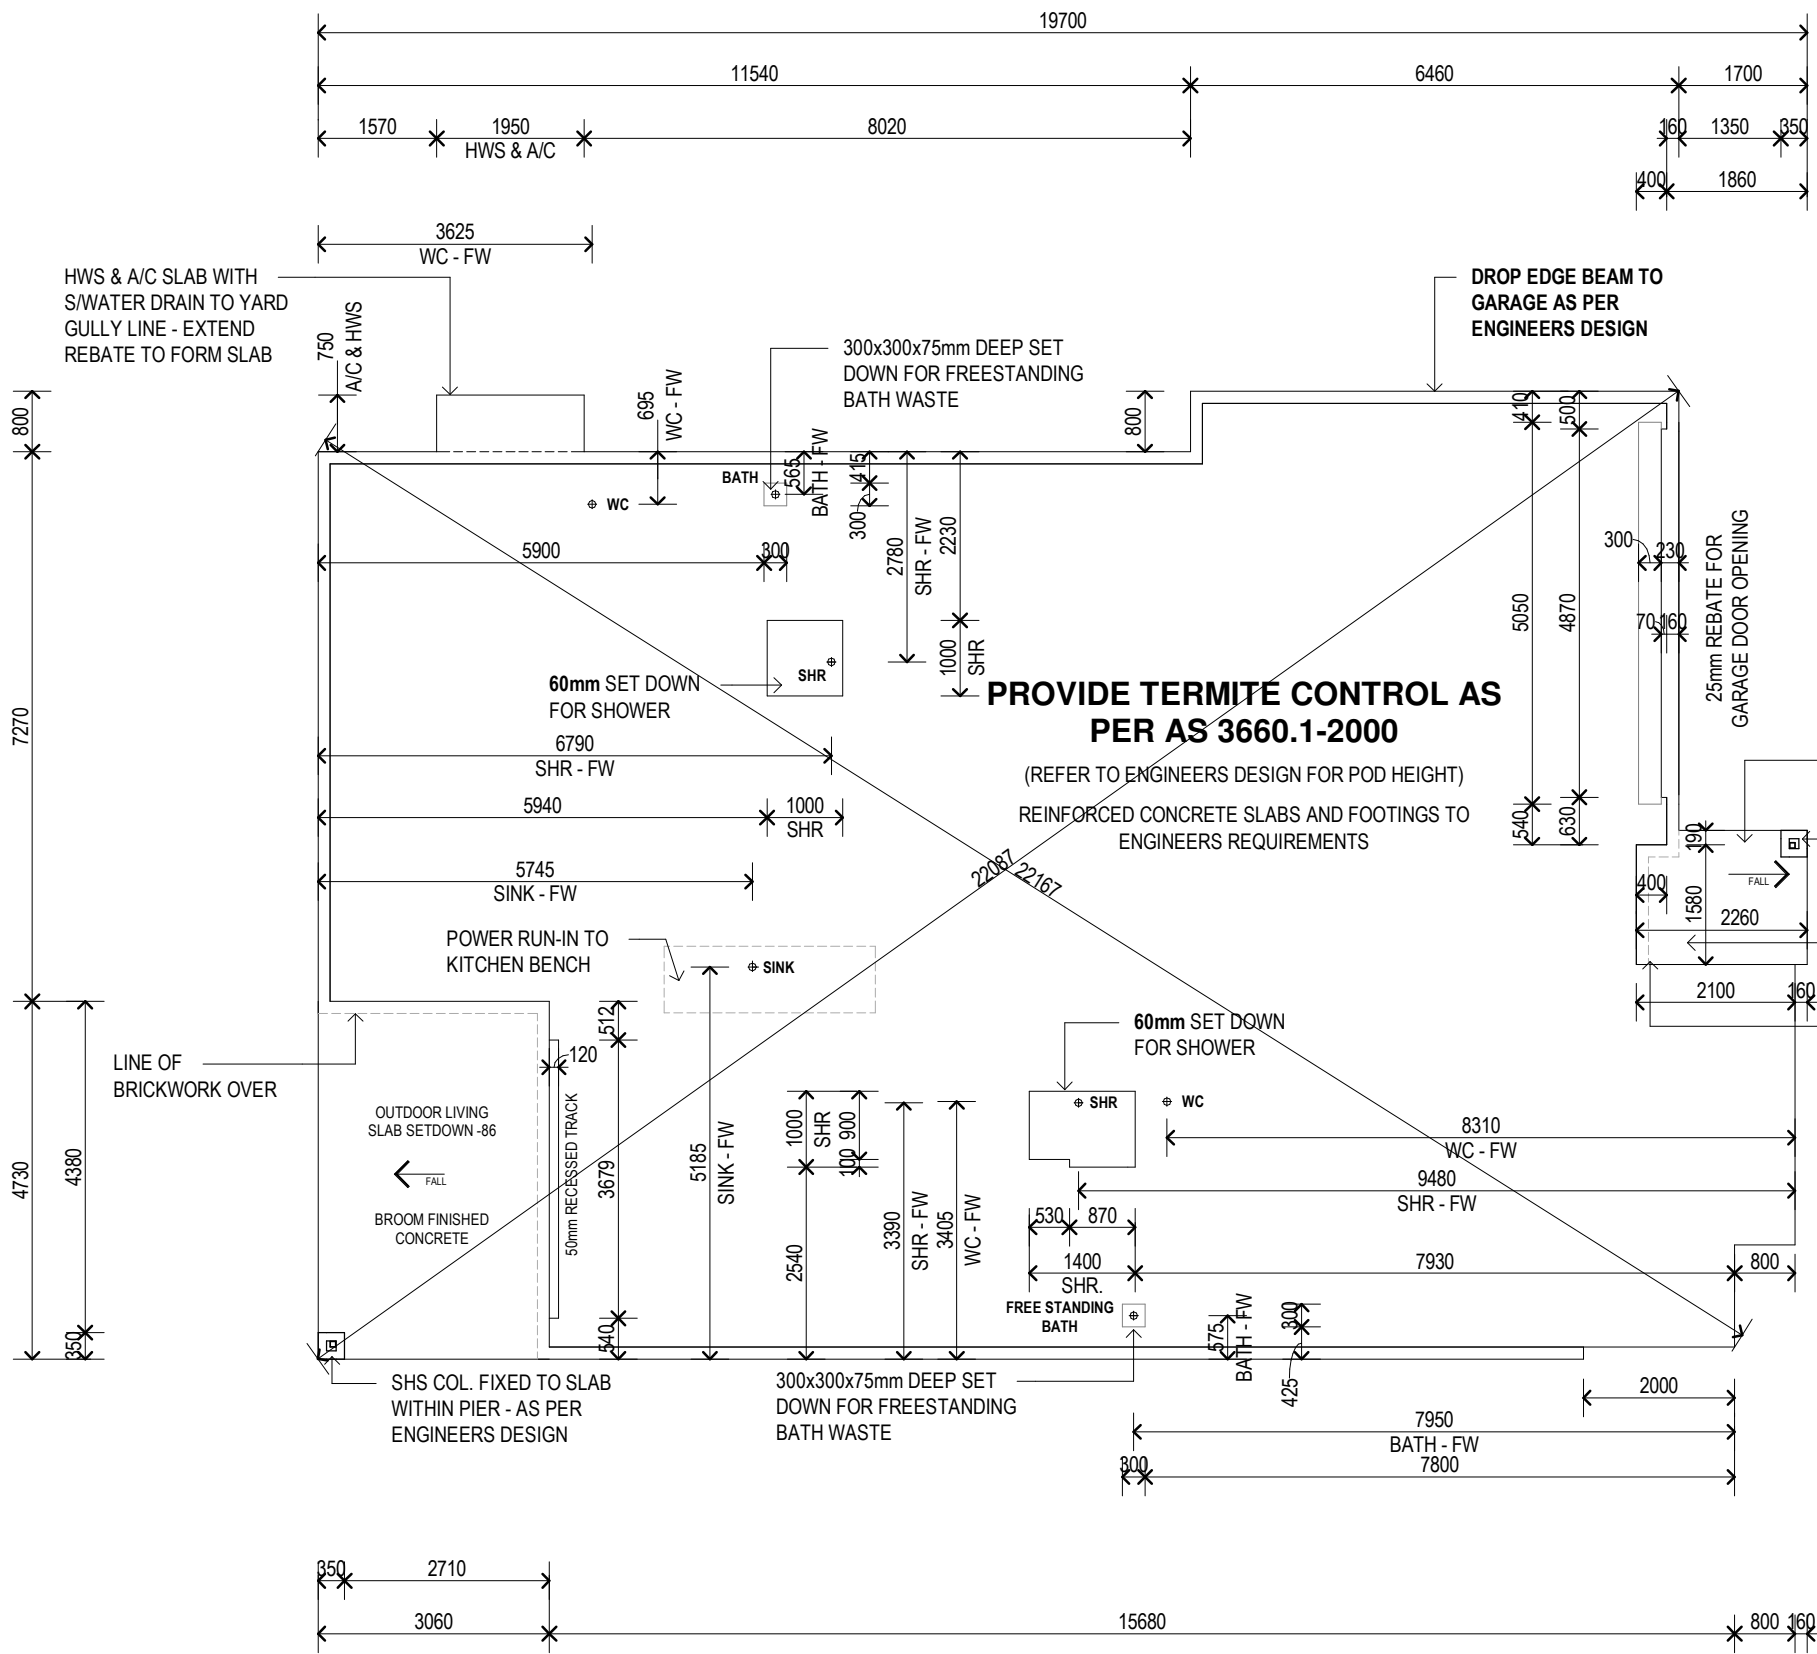 19700
11540
6460
1700
1570
1950
HWS & A/C
8020
160
1350
350
400
1860
3625
WC - FW
HWS & A/C SLAB WITH
S/WATER DRAIN TO YARD
GULLY LINE - EXTEND
REBATE TO FORM SLAB
750
A/C & HWS
300x300x75mm DEEP SET
DOWN FOR FREESTANDING
BATH WASTE
DROP EDGE BEAM TO
GARAGE AS PER
ENGINEERS DESIGN
800
695
WC - FW
800
410
500
BATH
565
BATH - FW
415
300
WC
5900
300
2780
SHR - FW
2230
300
230
25mm REBATE FOR
GARAGE DOOR OPENING
5050
4870
70
160
1000
SHR
SHR
60mm SET DOWN
FOR SHOWER
PROVIDE TERMITE CONTROL AS
PER AS 3660.1-2000
7270
6790
SHR - FW
(REFER TO ENGINEERS DESIGN FOR POD HEIGHT)
5940
1000
SHR
REINFORCED CONCRETE SLABS AND FOOTINGS TO
ENGINEERS REQUIREMENTS
540
630
190
5745
SINK - FW
22087
22167
400
FALL
1580
2260
POWER RUN-IN TO
KITCHEN BENCH
SINK
2100
160
512
60mm SET DOWN
FOR SHOWER
LINE OF
BRICKWORK OVER
120
OUTDOOR LIVING
SLAB SETDOWN -86
FALL
BROOM FINISHED
CONCRETE
50mm RECESSED TRACK
3679
5185
SINK - FW
1000
SHR
900
100
SHR
WC
8310
WC - FW
4730
4380
9480
SHR - FW
3390
SHR - FW
3405
WC - FW
530
870
2540
1400
SHR.
7930
800
FREE STANDING
BATH
575
BATH - FW
300
425
350
540
SHS COL. FIXED TO SLAB
WITHIN PIER - AS PER
ENGINEERS DESIGN
300x300x75mm DEEP SET
DOWN FOR FREESTANDING
BATH WASTE
2000
7950
BATH - FW
300
7800
350
2710
3060
15680
800
160